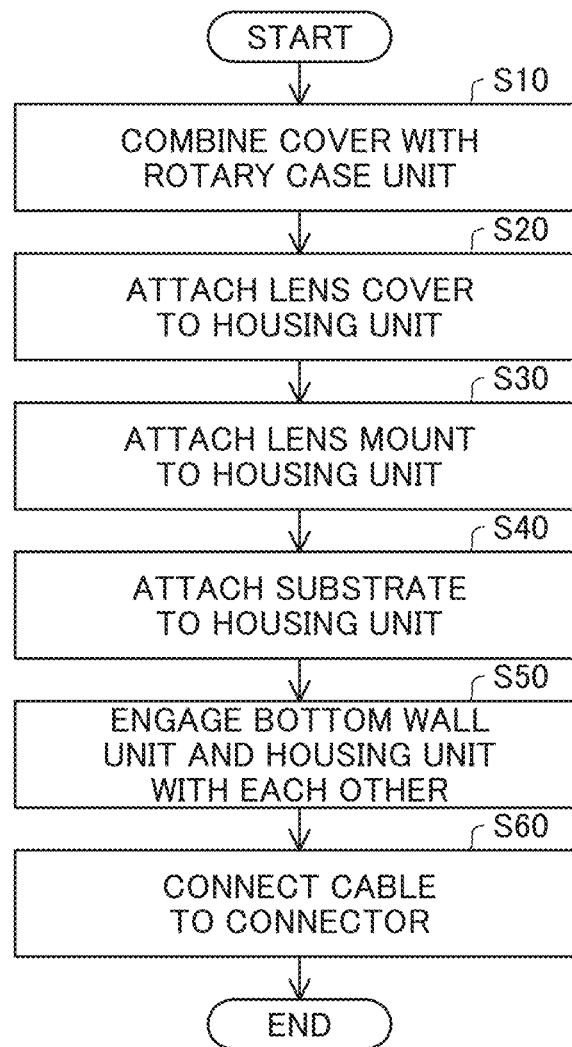 START
S10
COMBINE COVER WITH
ROTARY CASE UNIT
S20
ATTACH LENS COVER
TO HOUSING UNIT
S30
ATTACH LENS MOUNT
TO HOUSING UNIT
S40
ATTACH SUBSTRATE
TO HOUSING UNIT
S50
ENGAGE BOTTOM WALL
UNIT AND HOUSING UNIT
WITH EACH OTHER
S60
CONNECT CABLE
TO CONNECTOR
END